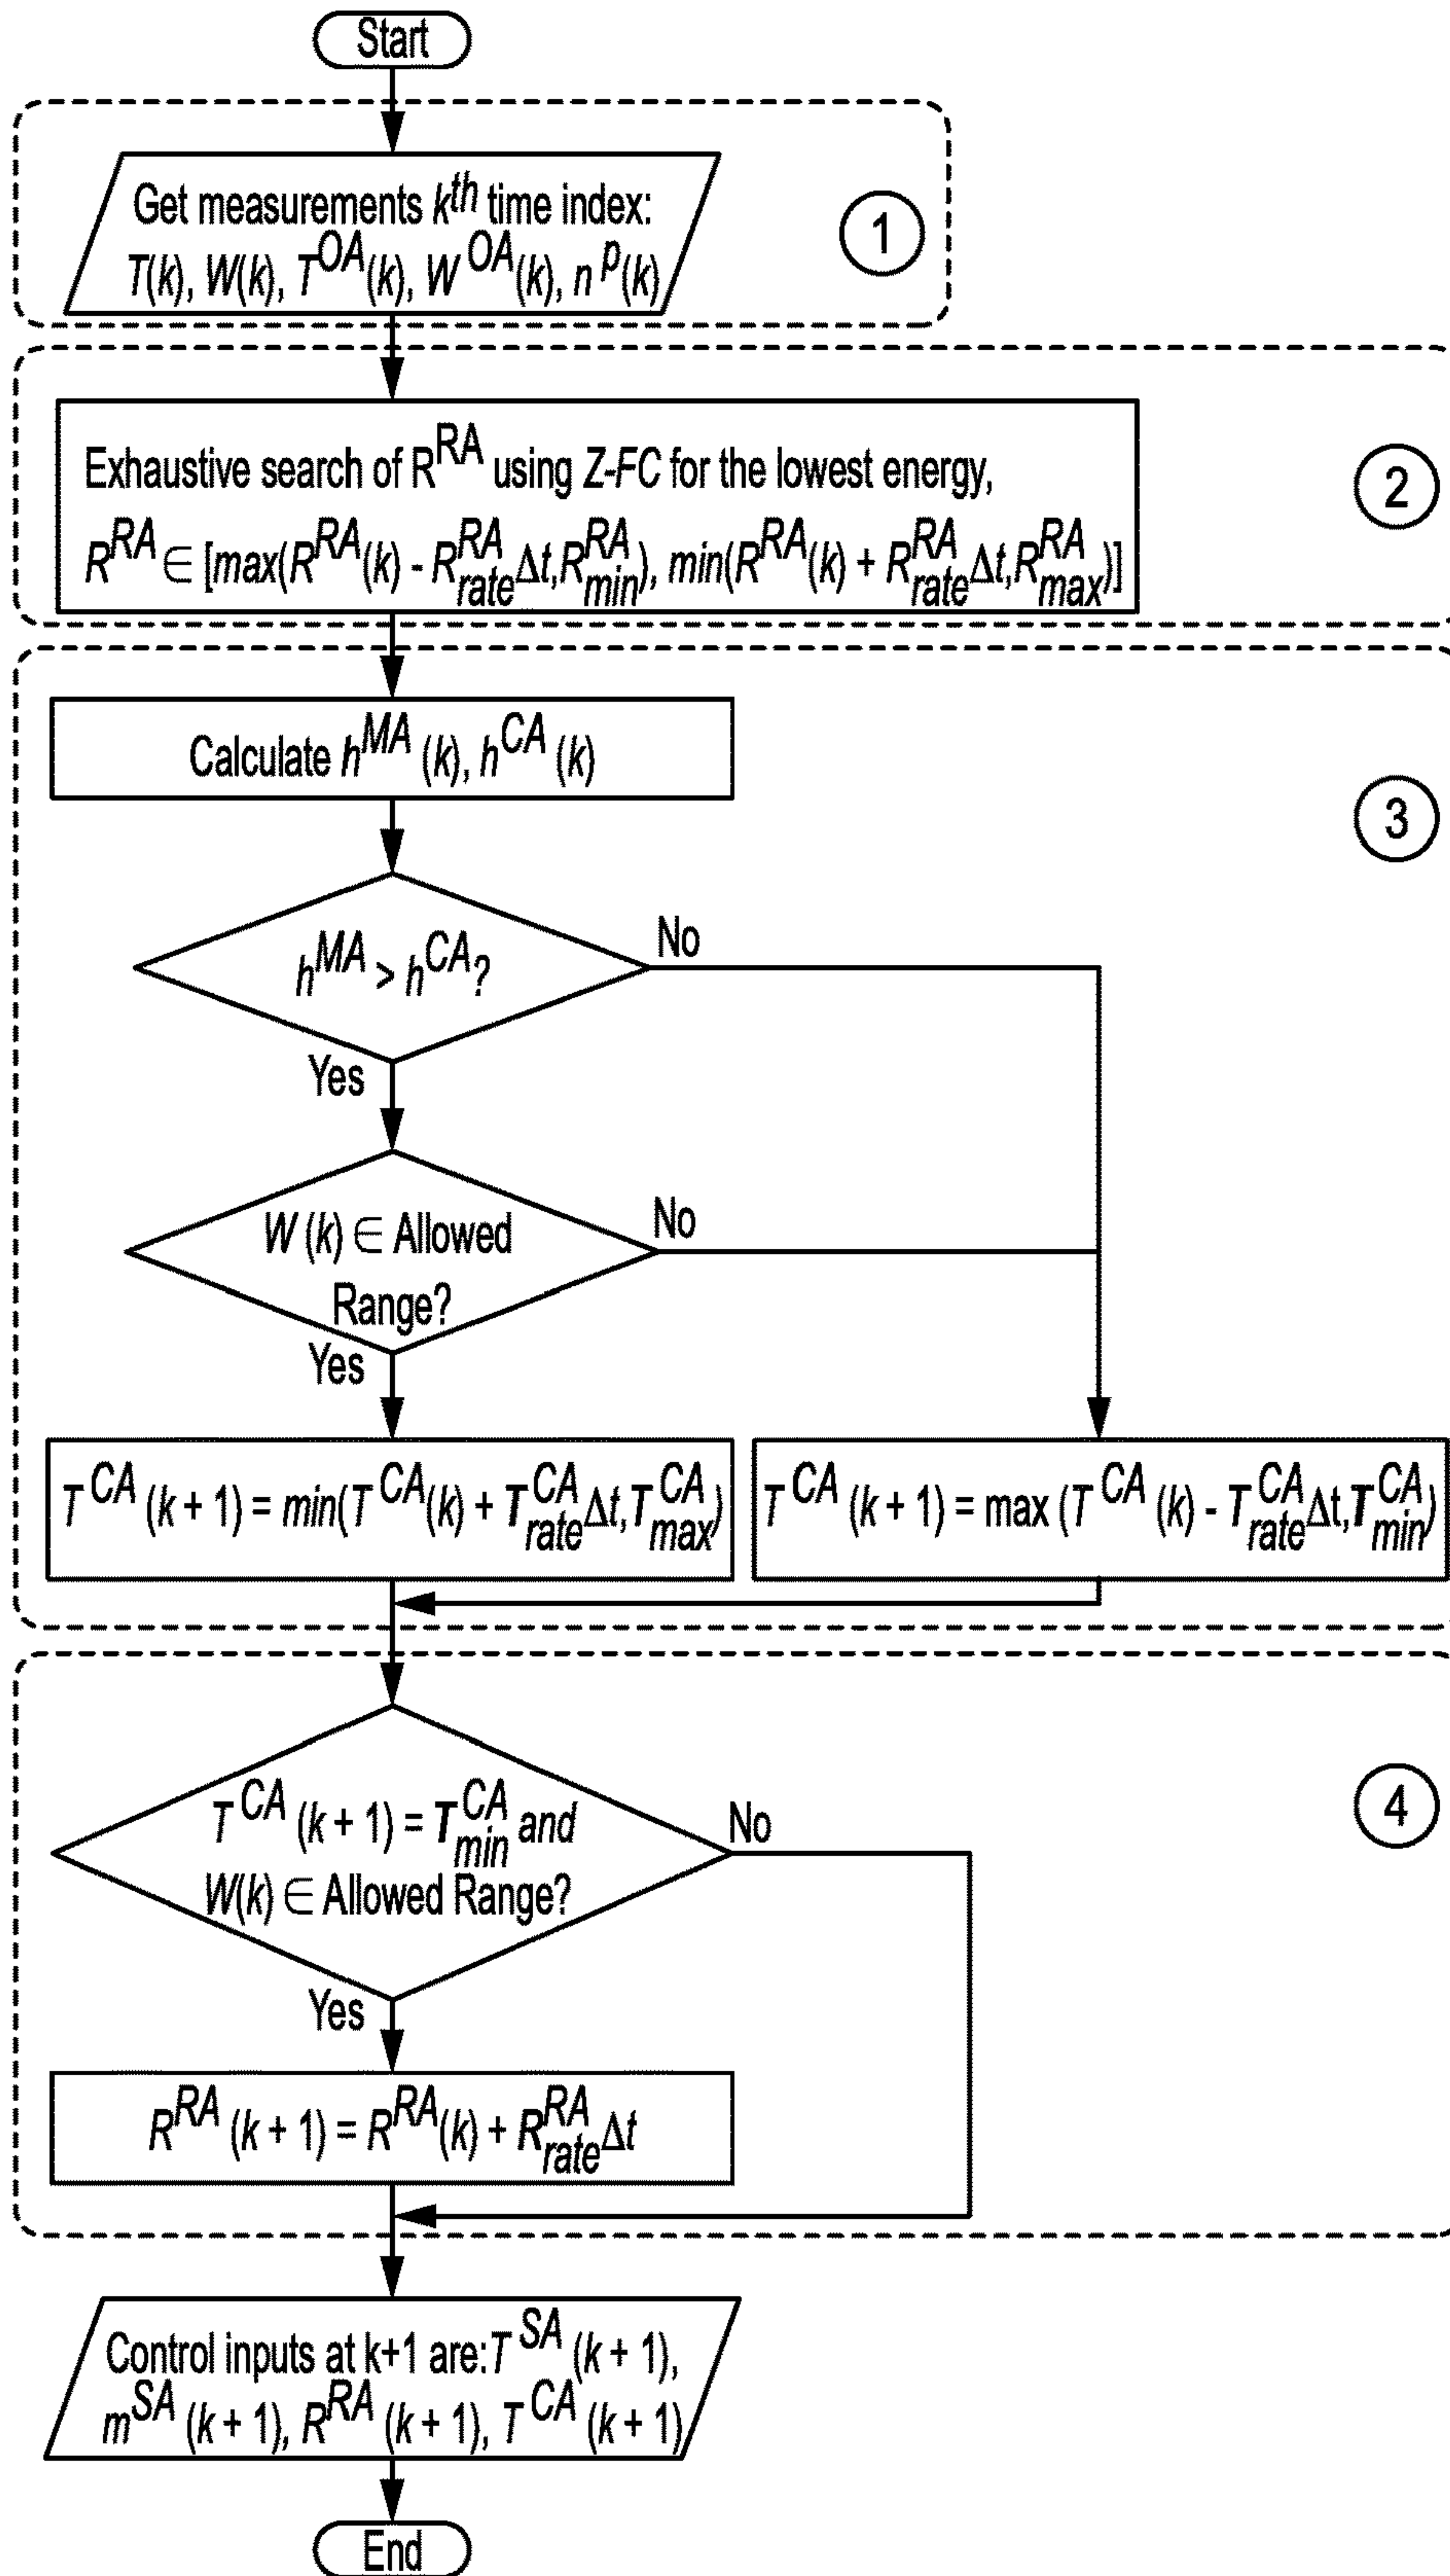 Start
Get measurements k^th time index:
T(k), W(k), T^OA(k), W^OA(k), n^p(k)
1
Exhaustive search of R^RA using Z-FC for the lowest energy,
R^RA ∈ [max(R^RA(k) - R^RA_rate Δt,R^RA_min), min(R^RA(k) + R^RA_rate Δt,R^RA_max)]
2
Calculate h^MA (k), h^CA (k)
3
h^MA > h^CA?
No
Yes
W (k) ∈ Allowed
Range?
No
Yes
T^CA (k + 1) = min(T^CA(k) + T^CA_rate Δt,T^CA_max)
T^CA (k + 1) = max (T^CA (k) - T^CA_rate Δt,T^CA_min)
T^CA (k + 1) = T^CA_min and
W(k) ∈ Allowed Range?
No
4
Yes
R^RA (k + 1) = R^RA(k) + R^RA_rate Δt
Control inputs at k+1 are:T^SA (k + 1),
m^SA (k + 1), R^RA (k + 1), T^CA (k + 1)
End